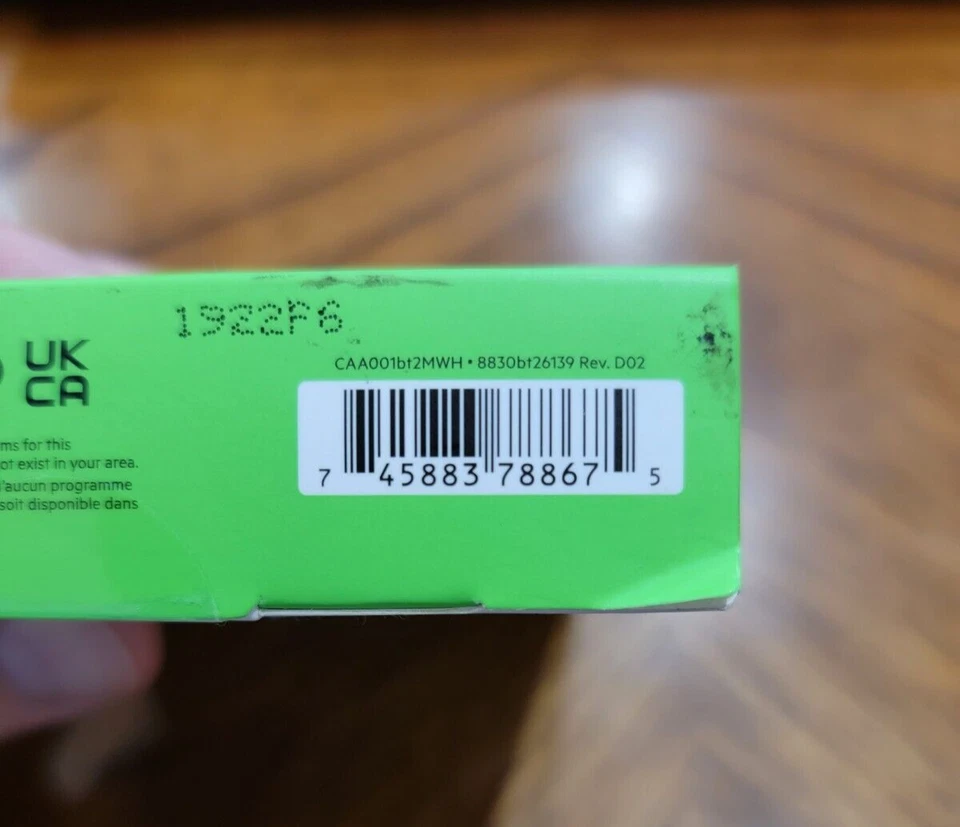 1922P6
CAA001bt2MWH • 8830bt26139 Rev. D02
UK
CA
ms for this
ot exist in your area.
'aucun programme
soit disponible dans
7 45883 78867 5